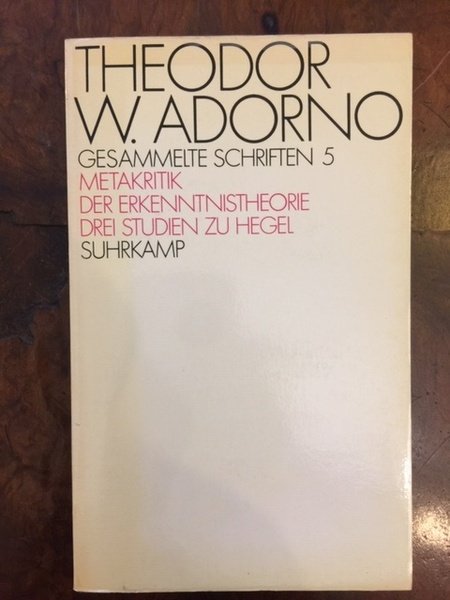 THEODOR
W. ADORNO
GESAMMELTE SCHRIFTEN 5
METAKRITIK
DER ERKENNTNISTHEORIE
DREI STUDIEN ZU HEGEL
SUHRKAMP